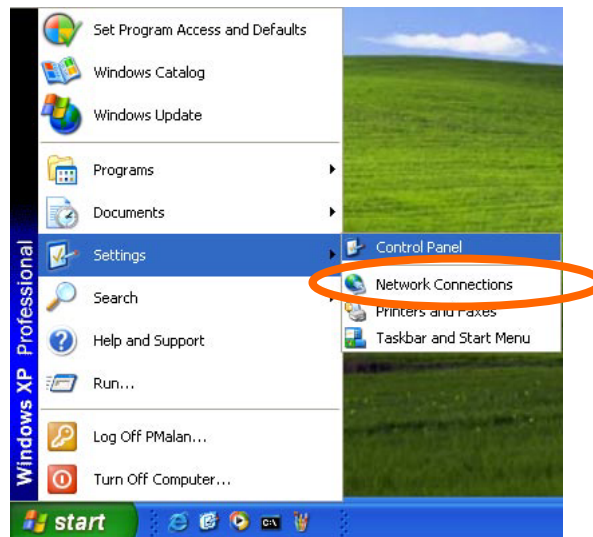 Set Program Access and Defaults
Windows Catalog
Windows Update
Programs
Documents
Settings
Search
Help and Support
Run...
Log Off PMalan...
Turn Off Computer...
Control Panel
Network Connections
Printers and Faxes
Taskbar and Start Menu
Windows XP Professional
start
C:\